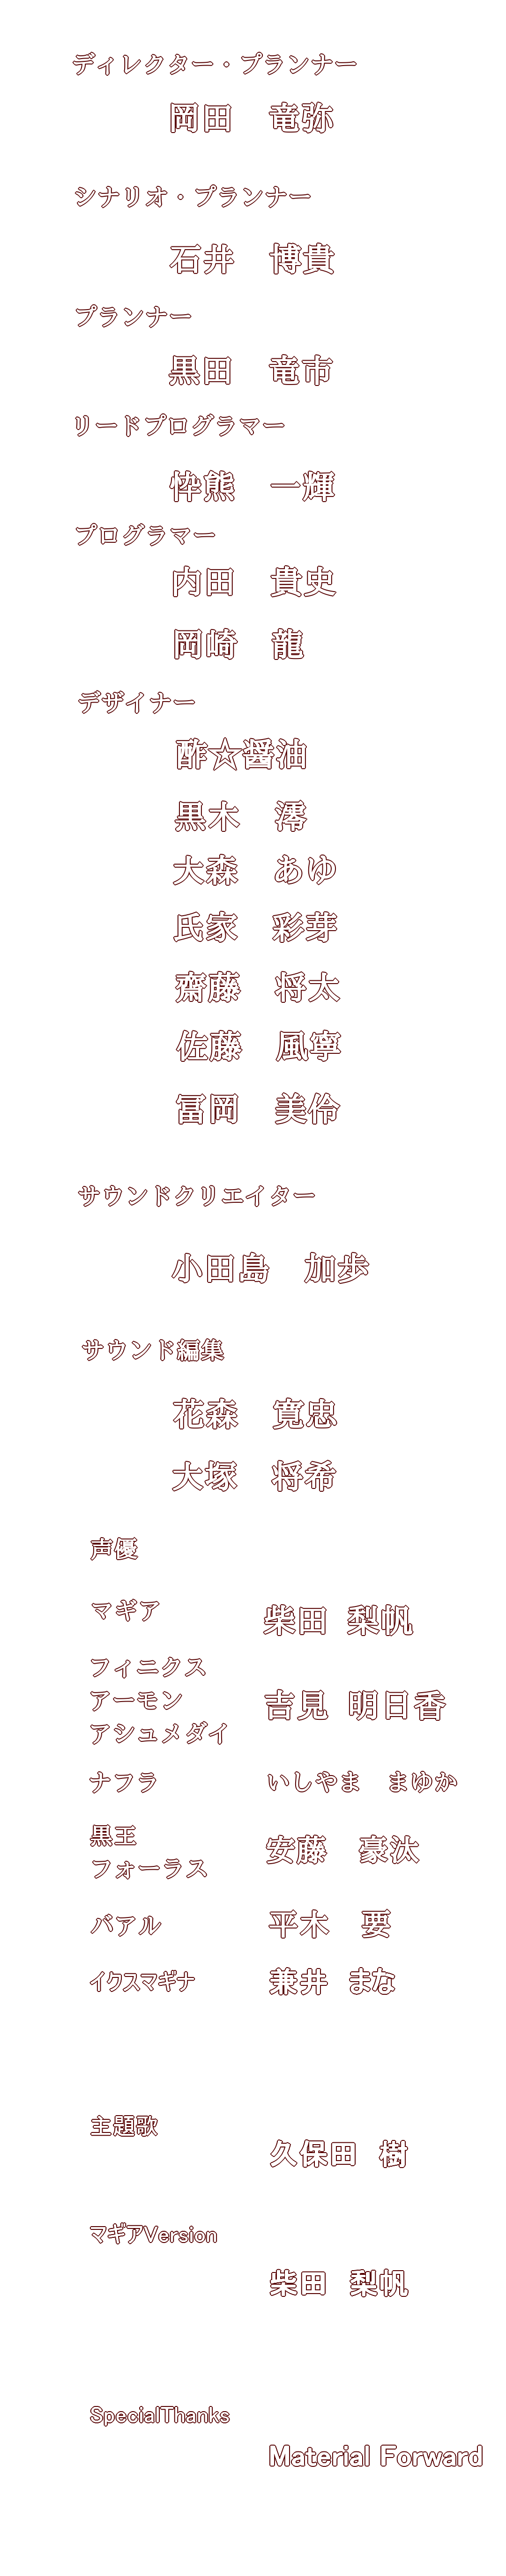 ディレクター・プランナー
岡田　竜弥
シナリオ・プランナー
石井　博貴
プランナー
黒田　竜市
リードプログラマー
悴熊　一輝
プログラマー
内田　貴史
岡崎　龍
デザイナー
酢☆醤油
黒木　澪
大森　あゆ
氏家　彩芽
齋藤　将太
佐藤　風寧
冨岡　美伶
サウンドクリエイター
小田島　加歩
サウンド編集
花森　寛忠
大塚　将希
声優
マギア　柴田　梨帆
フィニクス
アーモン　吉見　明日香
アシュメダイ
ナフラ　いしやま　まゆか
黒王
フォーラス　安藤　豪汰
バアル　平木　要
イクスマギナ　兼井　まな
主題歌
久保田　樹
マギアVersion
柴田　梨帆
SpecialThanks
Material Forward